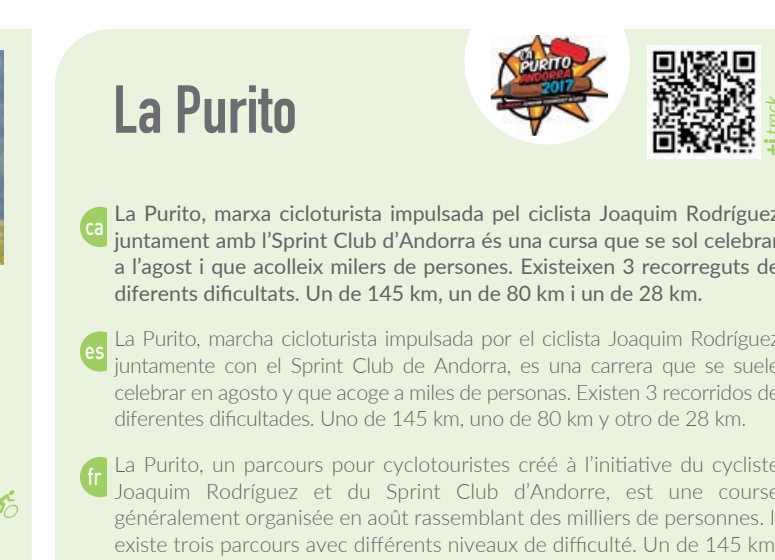 La Purito
LA
PURITO
ANDORRA
2017
+i track
ca
La Purito, marxa cicloturista impulsada pel ciclista Joaquim Rodríguez
juntament amb l'Sprint Club d'Andorra és una cursa que se sol celebrar
a l'agost i que acolleix milers de persones. Existeixen 3 recorreguts de
diferents dificultats. Un de 145 km, un de 80 km i un de 28 km.
es
La Purito, marcha cicloturista impulsada por el ciclista Joaquim Rodríguez
juntamente con el Sprint Club de Andorra, es una carrera que se suele
celebrar en agosto y que acoge a miles de personas. Existen 3 recorridos de
diferentes dificultades. Uno de 145 km, uno de 80 km y otro de 28 km.
fr
La Purito, un parcours pour cyclotouristes créé à l'initiative du cycliste
Joaquim Rodríguez et du Sprint Club d'Andorre, est une course
généralement organisée en août rassemblant des milliers de personnes. I
existe trois parcours avec différents niveaux de difficulté. Un de 145 km